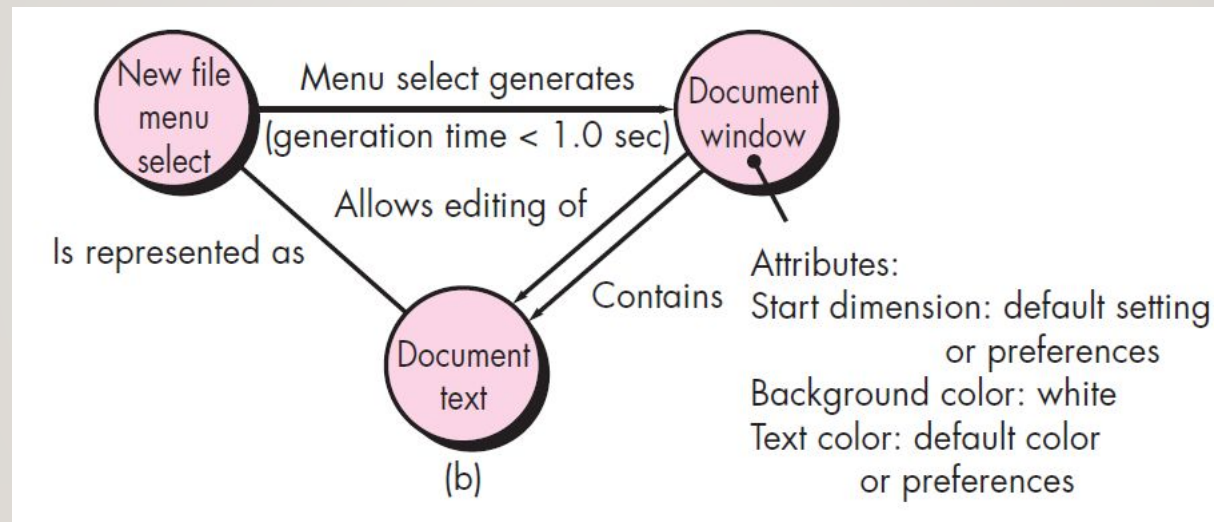 New file
menu
select
Menu select generates
(generation time < 1.0 sec)
Document
window
Allows editing of
Is represented as
Contains
Document
text
(b)
Attributes:
Start dimension: default setting
or preferences
Background color: white
Text color: default color
or preferences